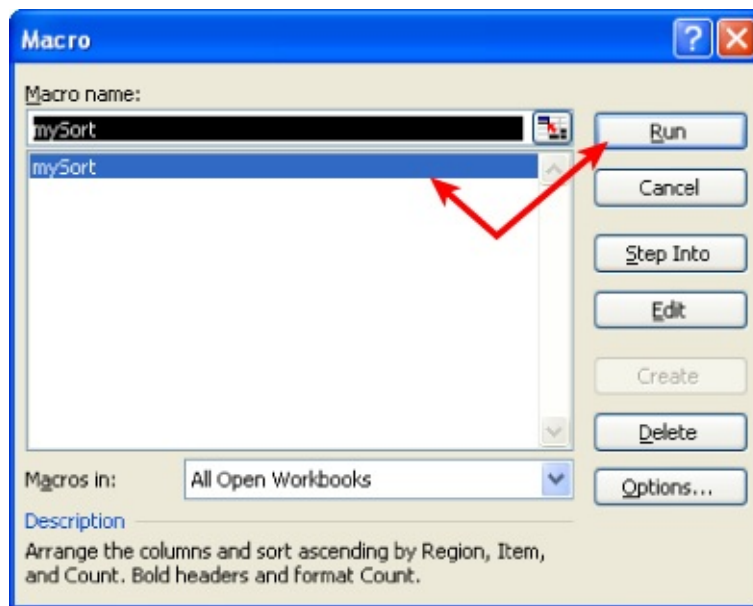 Macro
Macro name:
mySort
mySort
Run
Cancel
Step Into
Edit
Create
Delete
Options...
Macros in:
All Open Workbooks
Description
Arrange the columns and sort ascending by Region, Item,
and Count. Bold headers and format Count.